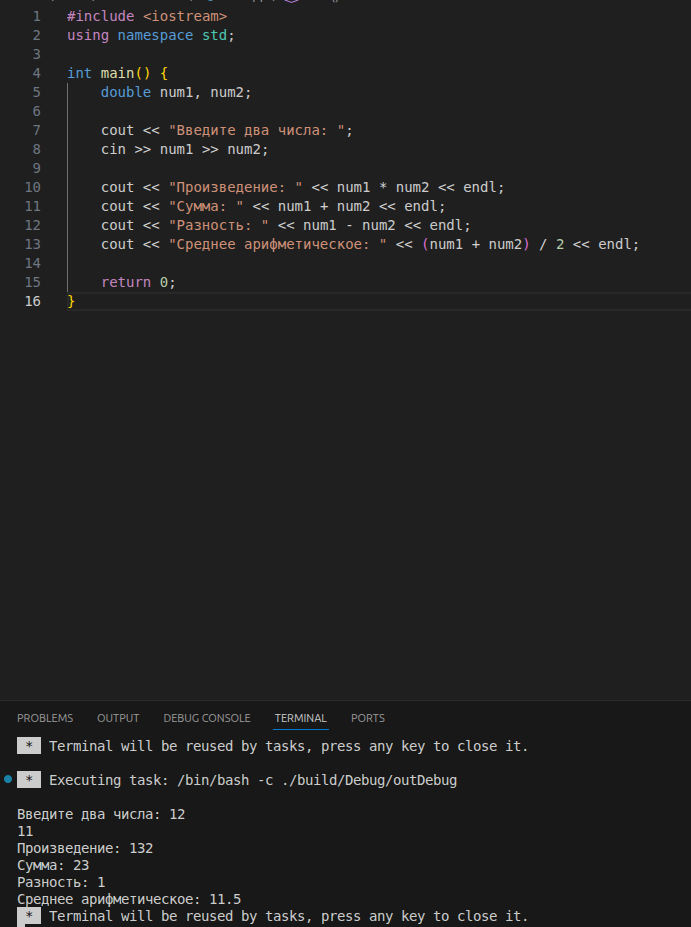 1 #include <iostream>
2 using namespace std;
3
4 int main() {
5 double num1, num2;
6
7 cout << "Введите два числа: ";
8 cin >> num1 >> num2;
9
10 cout << "Произведение: " << num1 * num2 << endl;
11 cout << "Сумма: " << num1 + num2 << endl;
12 cout << "Разность: " << num1 - num2 << endl;
13 cout << "Среднее арифметическое: " << (num1 + num2) / 2 << endl;
14
15 return 0;
16 }
PROBLEMS OUTPUT DEBUG CONSOLE TERMINAL PORTS
* Terminal will be reused by tasks, press any key to close it.
* Executing task: /bin/bash -c ./build/Debug/outDebug
Введите два числа: 12
11
Произведение: 132
Сумма: 23
Разность: 1
Среднее арифметическое: 11.5
* Terminal will be reused by tasks, press any key to close it.